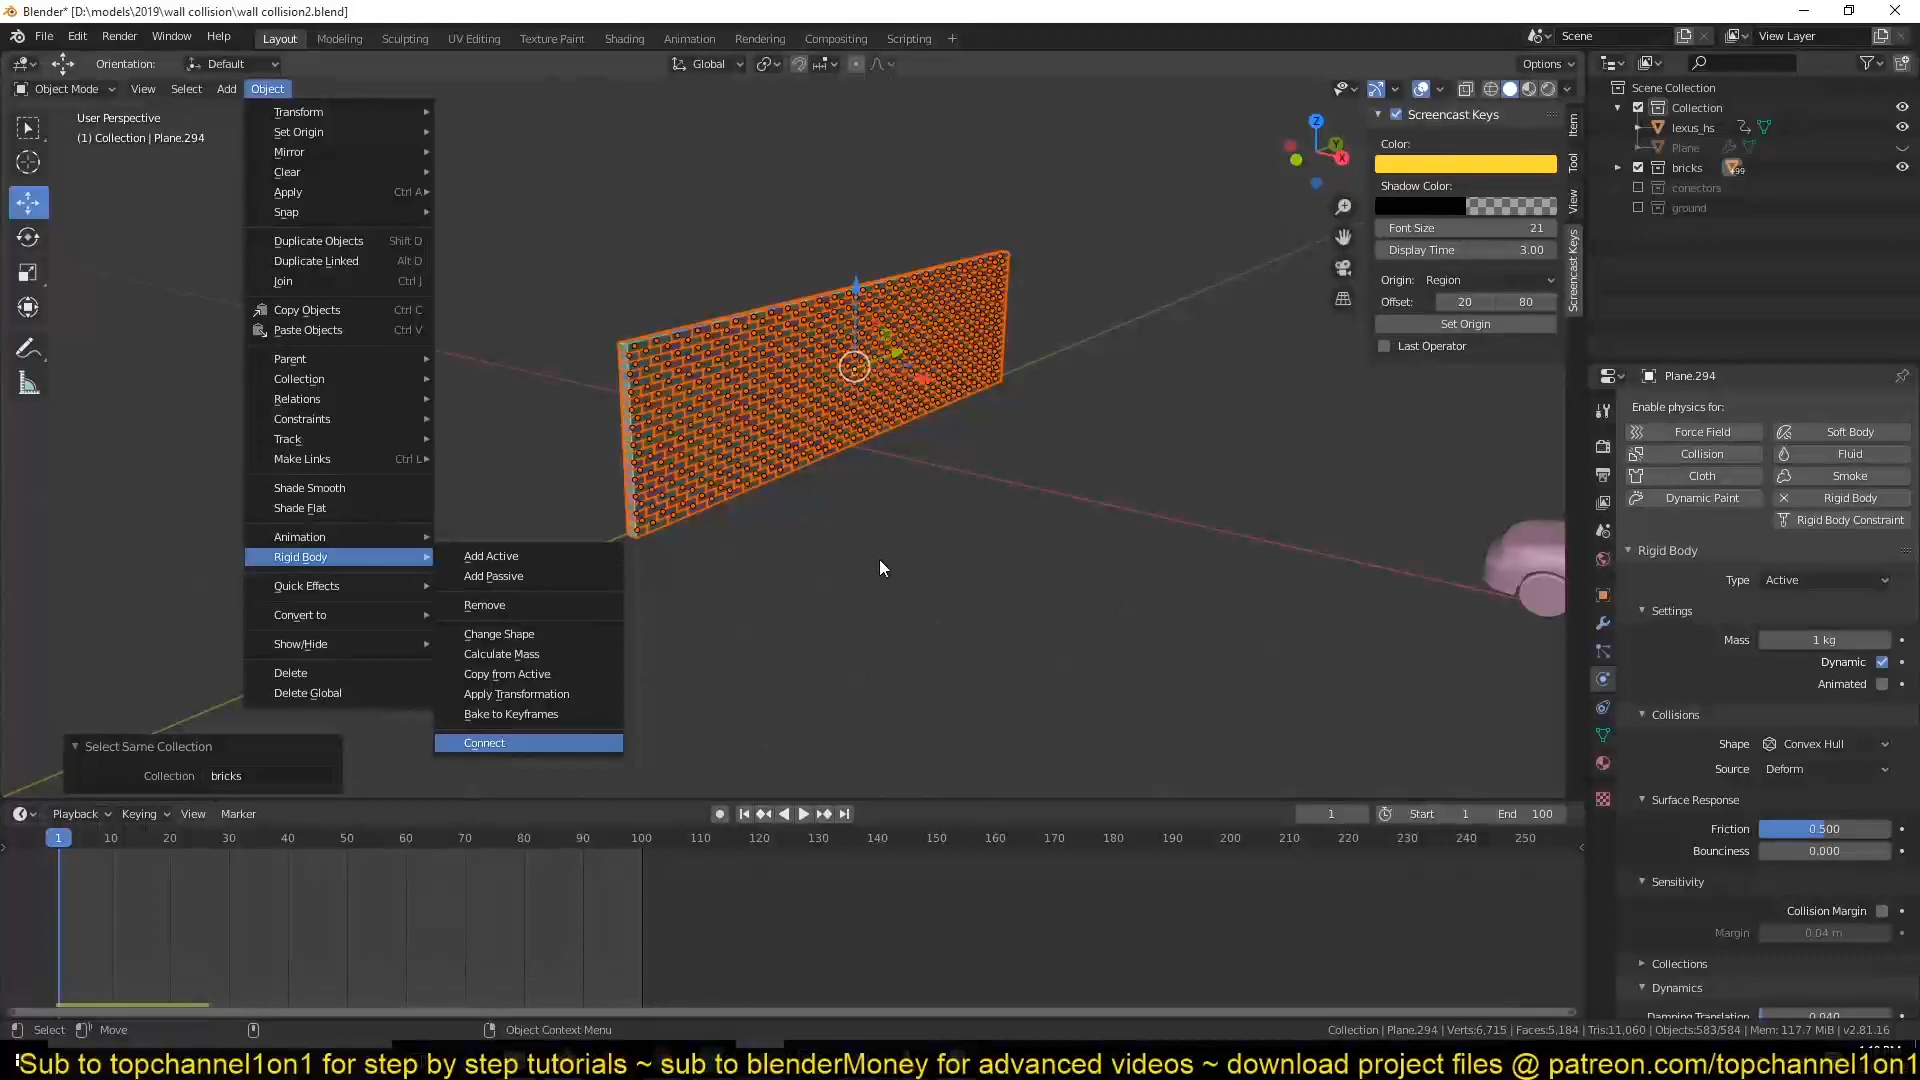 Blender* [D:\models\2019\wall collision\wall collision2.blend]
File Edit Render Window Help Layout Modeling Sculpting UV Editing Texture Paint Shading Animation Rendering Compositing Scripting + Scene View Layer
Orientation: Default Global Options
Object Mode View Select Add Object
User Perspective
(1) Collection | Plane.294
Transform
Set Origin
Mirror
Clear
Apply Ctrl A
Snap
Duplicate Objects Shift D
Duplicate Linked Alt D
Join Ctrl J
Copy Objects Ctrl C
Paste Objects Ctrl V
Parent
Collection
Relations
Constraints
Track
Make Links Ctrl L
Shade Smooth
Shade Flat
Animation
Rigid Body
Quick Effects
Convert to
Show/Hide
Delete
Delete Global
Add Active
Add Passive
Remove
Change Shape
Calculate Mass
Copy from Active
Apply Transformation
Bake to Keyframes
Connect
Select Same Collection
Collection bricks
Z
Y
X
Screencast Keys
Color:
Shadow Color:
Font Size 21
Display Time 3.00
Origin: Region
Offset: 20 80
Set Origin
Last Operator
Item
Tool
View
Screencast Keys
Scene Collection
Collection
lexus_hs
Plane
bricks
conectors
ground
Plane.294
Enable physics for:
Force Field Soft Body
Collision Fluid
Cloth Smoke
Dynamic Paint Rigid Body
Rigid Body Constraint
Rigid Body
Type Active
Settings
Mass 1 kg
Dynamic
Animated
Collisions
Shape Convex Hull
Source Deform
Surface Response
Friction 0.500
Bounciness 0.000
Sensitivity
Collision Margin
Margin 0.04 m
Collections
Dynamics
Damping Translation 0.040
Playback Keying View Marker 1 Start 1 End 100
1 10 20 30 40 50 60 70 80 90 100 110 120 130 140 150 160 170 180 190 200 210 220 230 240 250
Select Move Object Context Menu Collection | Plane.294 | Verts:6,715 | Faces:5,184 | Tris:11,060 | Objects:583/584 | Mem: 117.7 MiB | v2.81.16
Sub to topchannel1on1 for step by step tutorials ~ sub to blenderMoney for advanced videos ~ download project files @ patreon.com/topchannel1on1